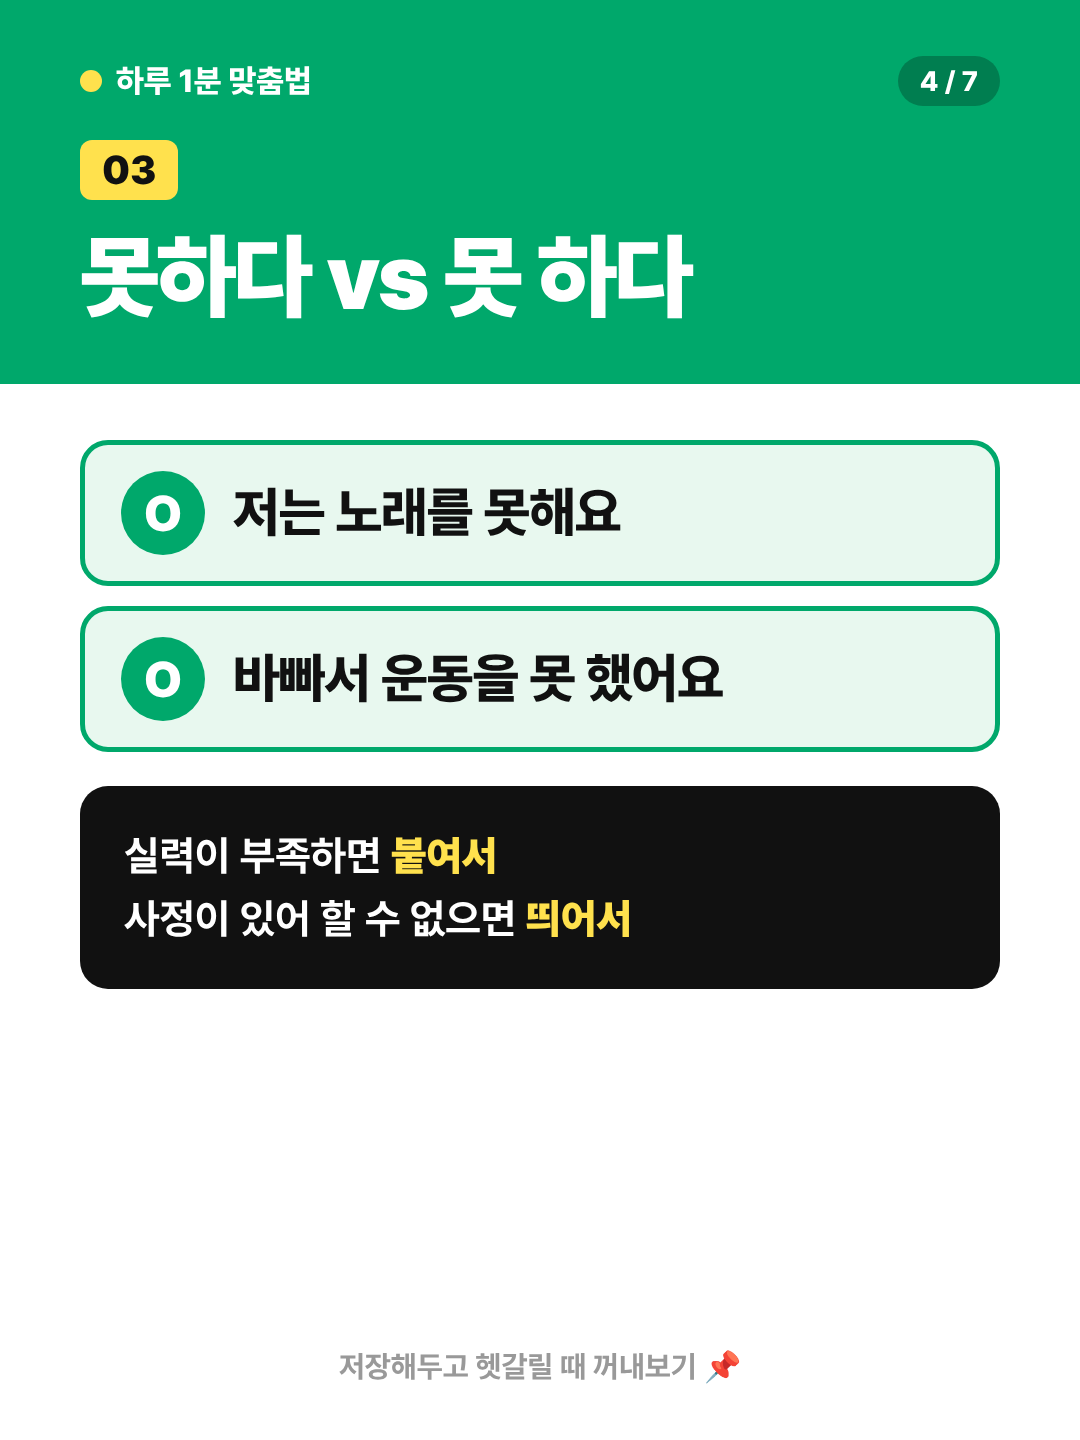 하루 1분 맞춤법
4 / 7
03
못하다 vs 못 하다
O 저는 노래를 못해요
O 바빠서 운동을 못 했어요
실력이 부족하면 붙여서
사정이 있어 할 수 없으면 띄어서
저장해두고 헷갈릴 때 꺼내보기 📌